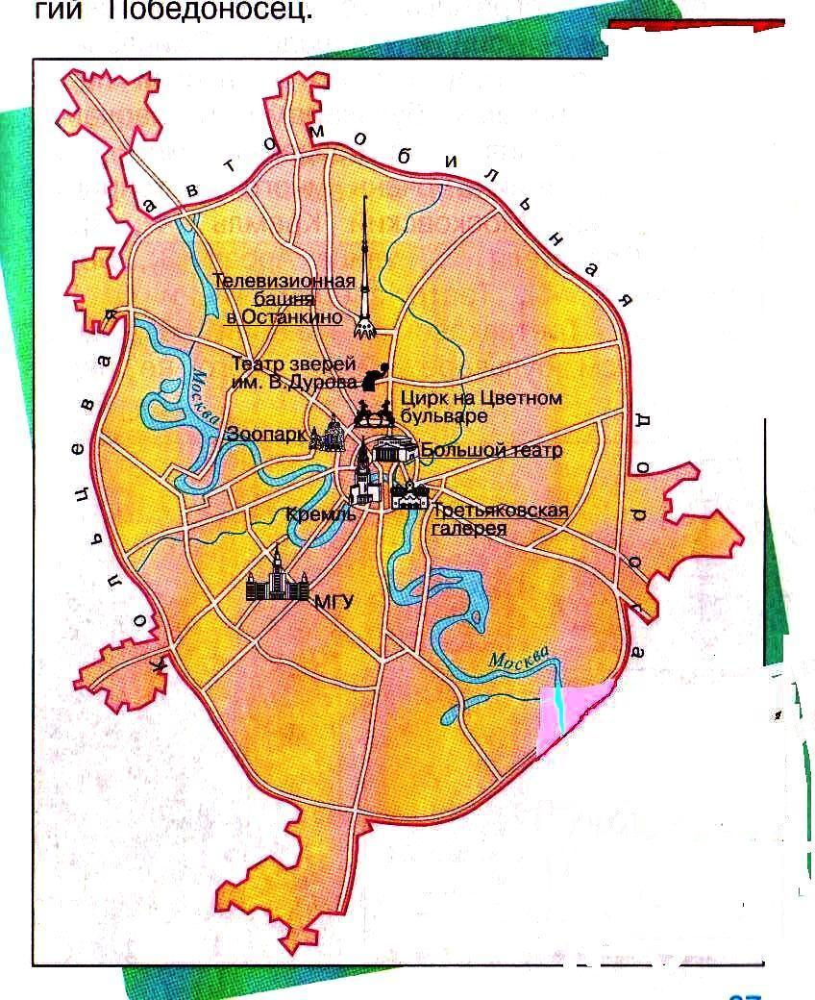 гий Победоносец.
Кольцевая автомобильная дорога
Телевизионная
башня
в Останкино
Театр зверей
им. В.Дурова
Цирк на Цветном
бульваре
Москва
Зоопарк
Большой театр
Кремль
Третьяковская
галерея
МГУ
Москва